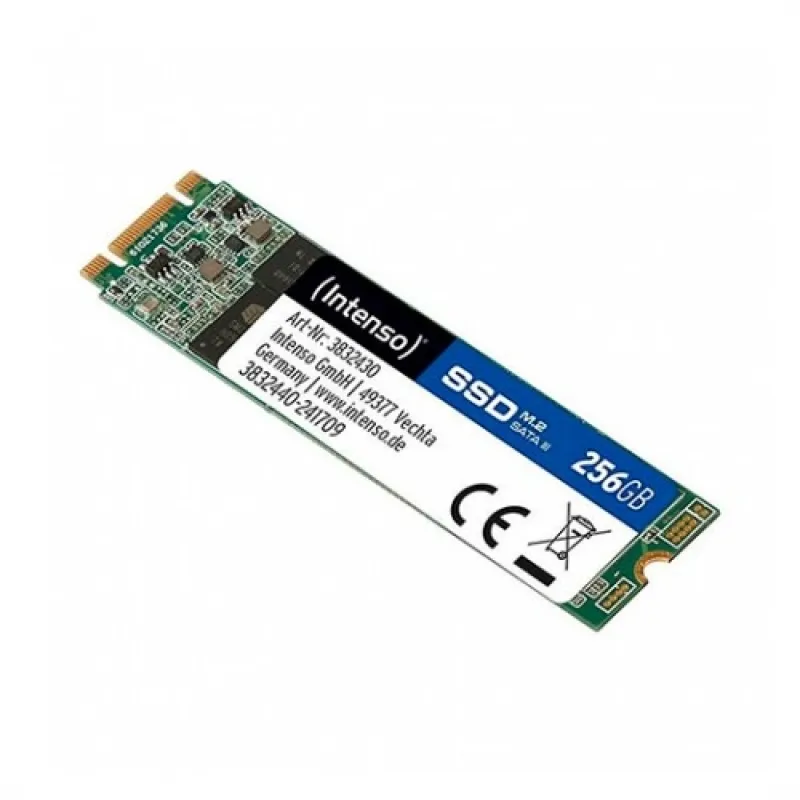 61021736
(Intenso)
Art-Nr.: 3832430
Intenso GmbH | 49377 Vechta
Germany | www.intenso.de
3832440-241709
SSD M.2
SATA III
256GB
CE